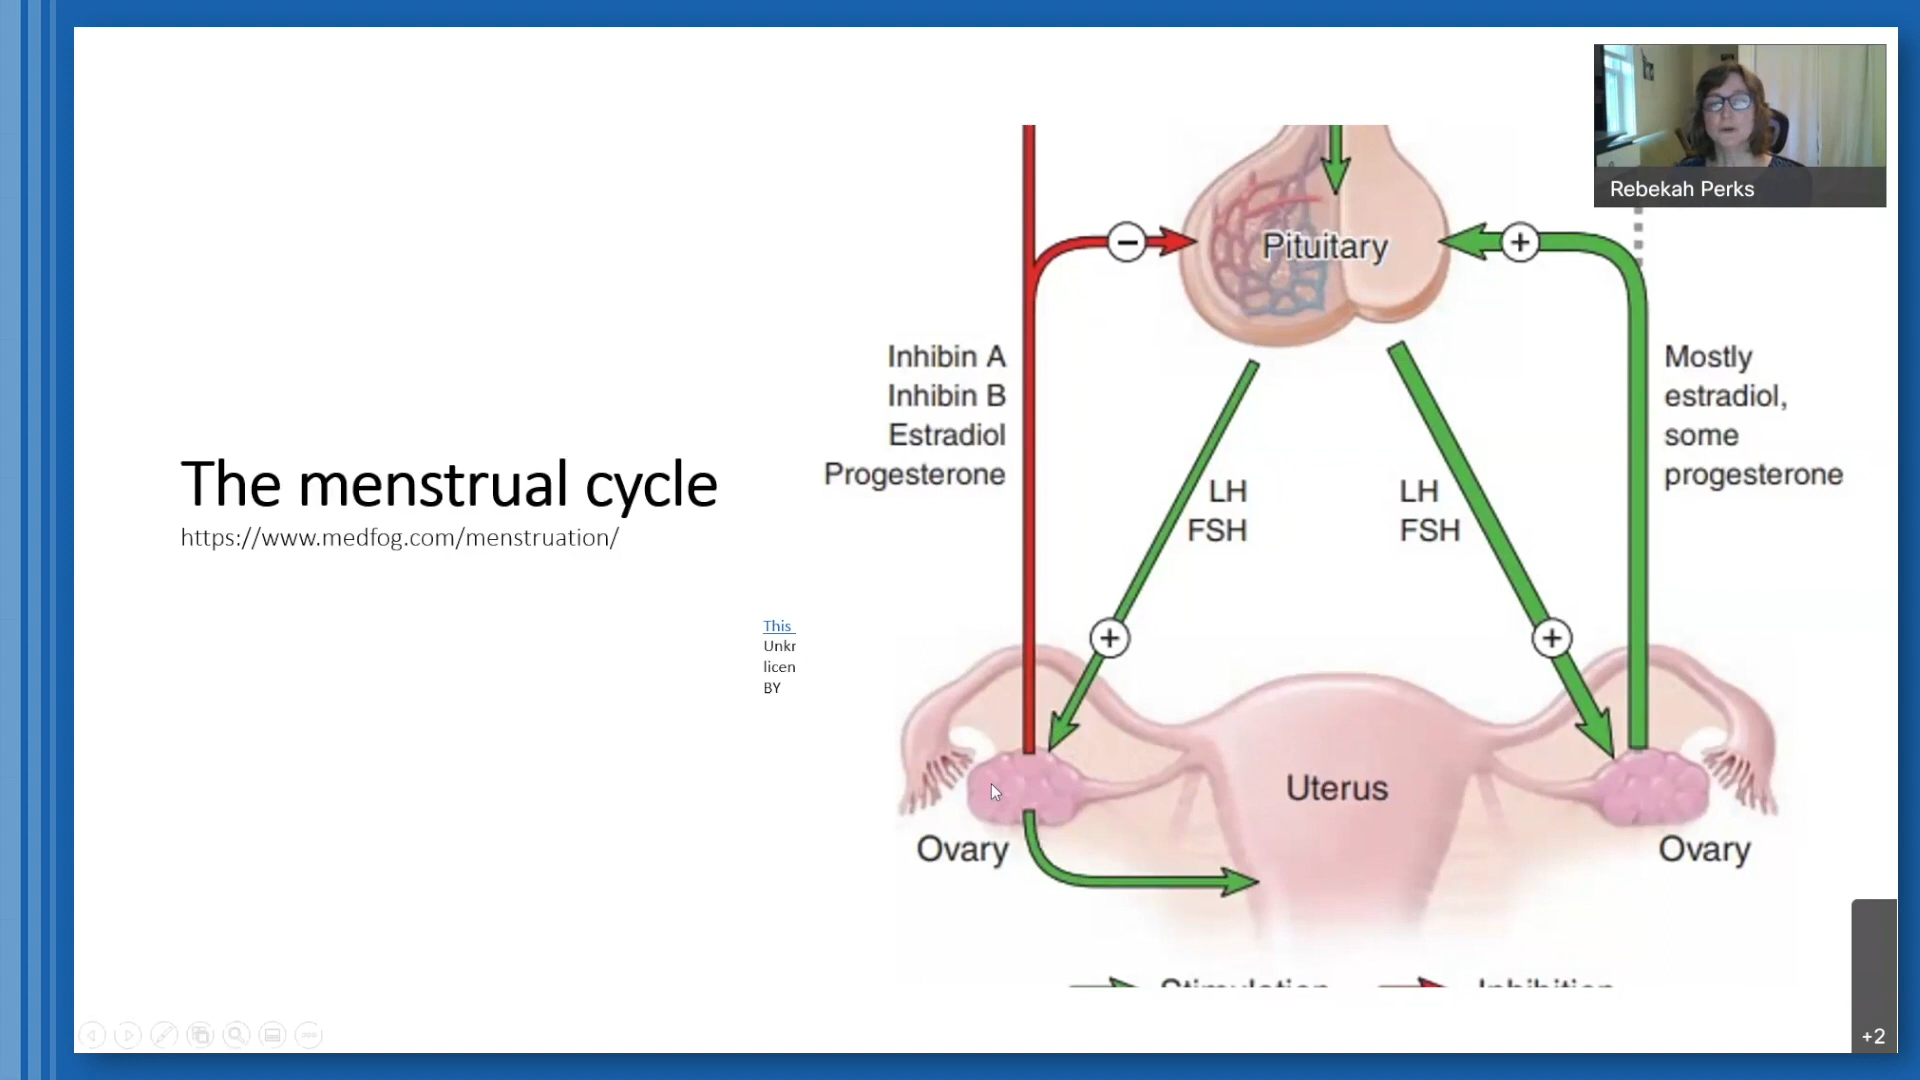 Rebekah Perks
Pituitary
Inhibin A
Inhibin B
Estradiol
Progesterone
Mostly
estradiol,
some
progesterone
The menstrual cycle
https://www.medfog.com/menstruation/
LH
FSH
LH
FSH
This
Unkr
licen
BY
Uterus
Ovary
Ovary
Stimulation
Inhibition
+2